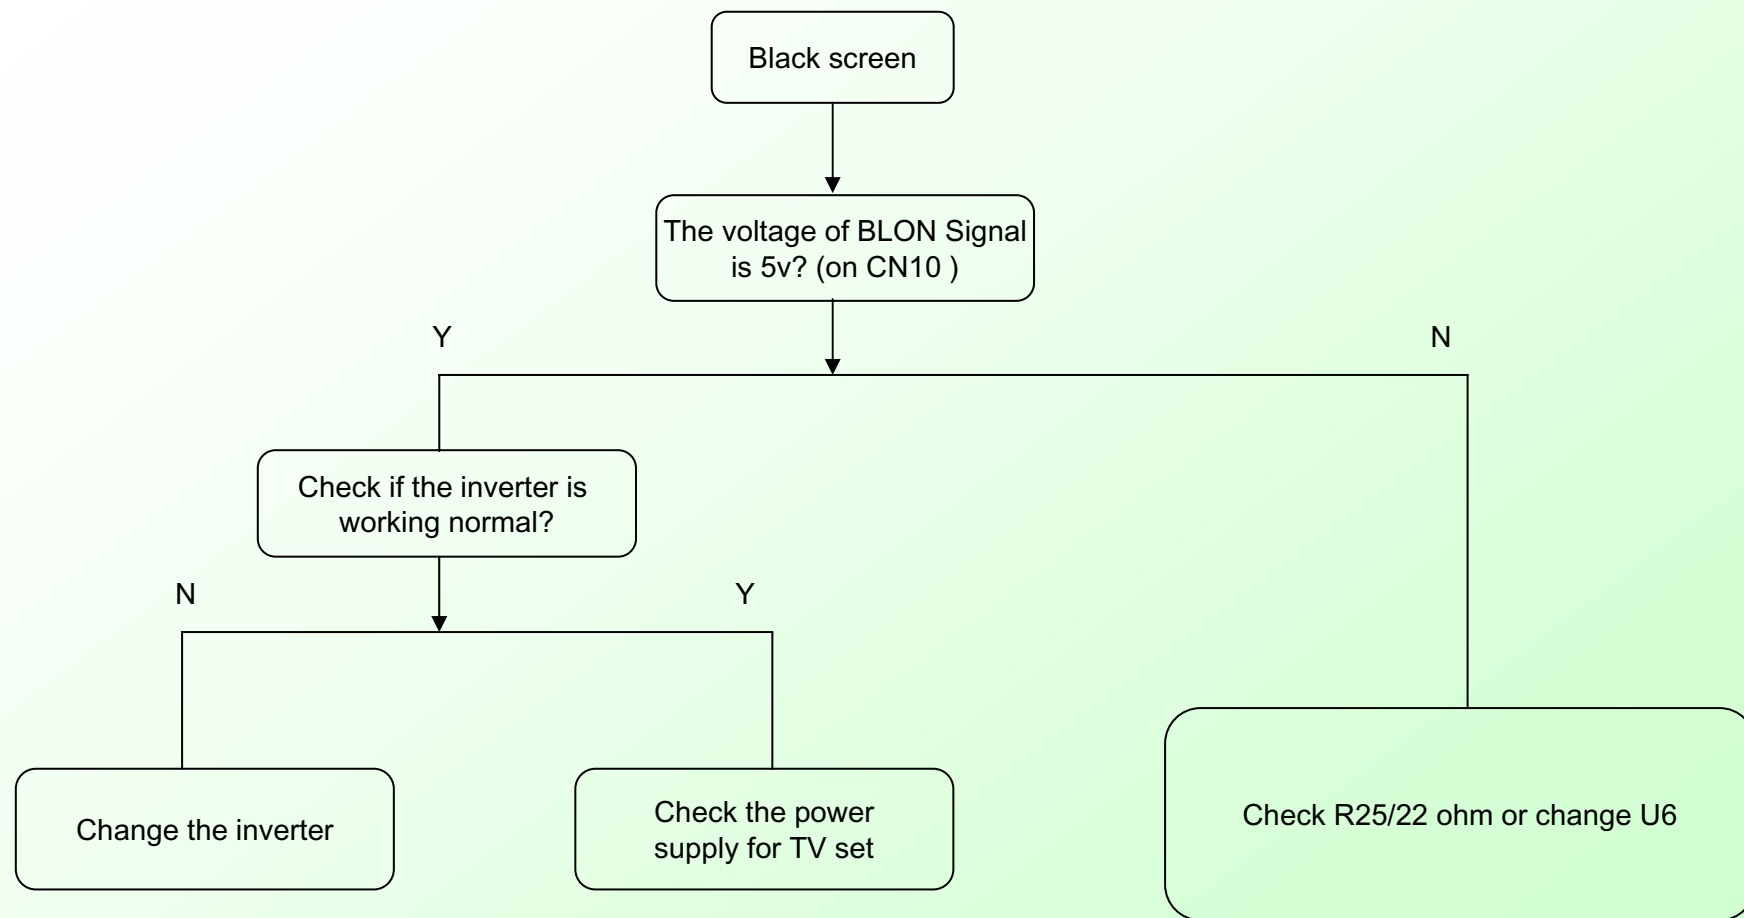 Black screen
The voltage of BLON Signal
is 5v? (on CN10 )
Y
N
Check if the inverter is
working normal?
N
Y
Change the inverter
Check the power
supply for TV set
Check R25/22 ohm or change U6